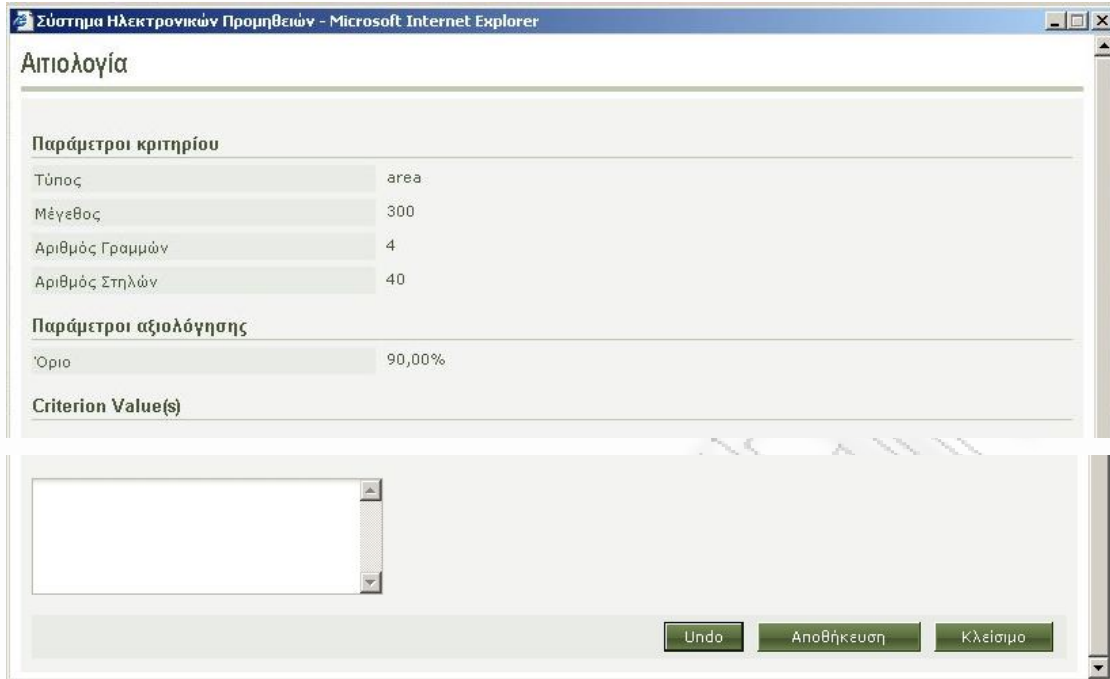 Σύστημα Ηλεκτρονικών Προμηθειών - Microsoft Internet Explorer
Αιτιολογία
Παράμετροι κριτηρίου
Τύπος area
Μέγεθος 300
Αριθμός Γραμμών 4
Αριθμός Στηλών 40
Παράμετροι αξιολόγησης
Όριο 90,00%
Criterion Value(s)
Undo Αποθήκευση Κλείσιμο